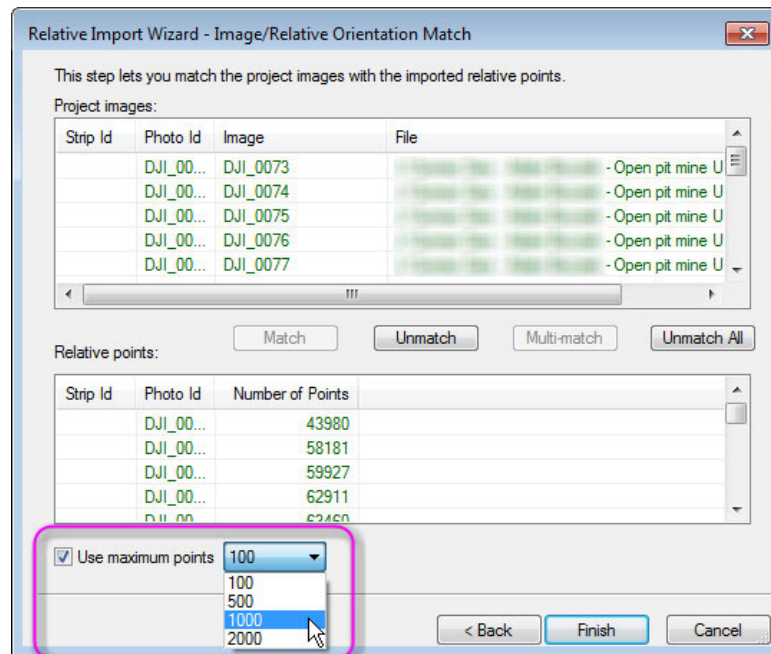 Relative Import Wizard - Image/Relative Orientation Match
This step lets you match the project images with the imported relative points.
Project images:
Strip Id Photo Id Image File
DJI_00... DJI_0073 - Open pit mine U
DJI_00... DJI_0074 - Open pit mine U
DJI_00... DJI_0075 - Open pit mine U
DJI_00... DJI_0076 - Open pit mine U
DJI_00... DJI_0077 - Open pit mine U
Match Unmatch Multi-match Unmatch All
Relative points:
Strip Id Photo Id Number of Points
DJI_00... 43980
DJI_00... 58181
DJI_00... 59927
DJI_00... 62911
DJI_00... 62460
Use maximum points 100
100
500
1000
2000
< Back Finish Cancel